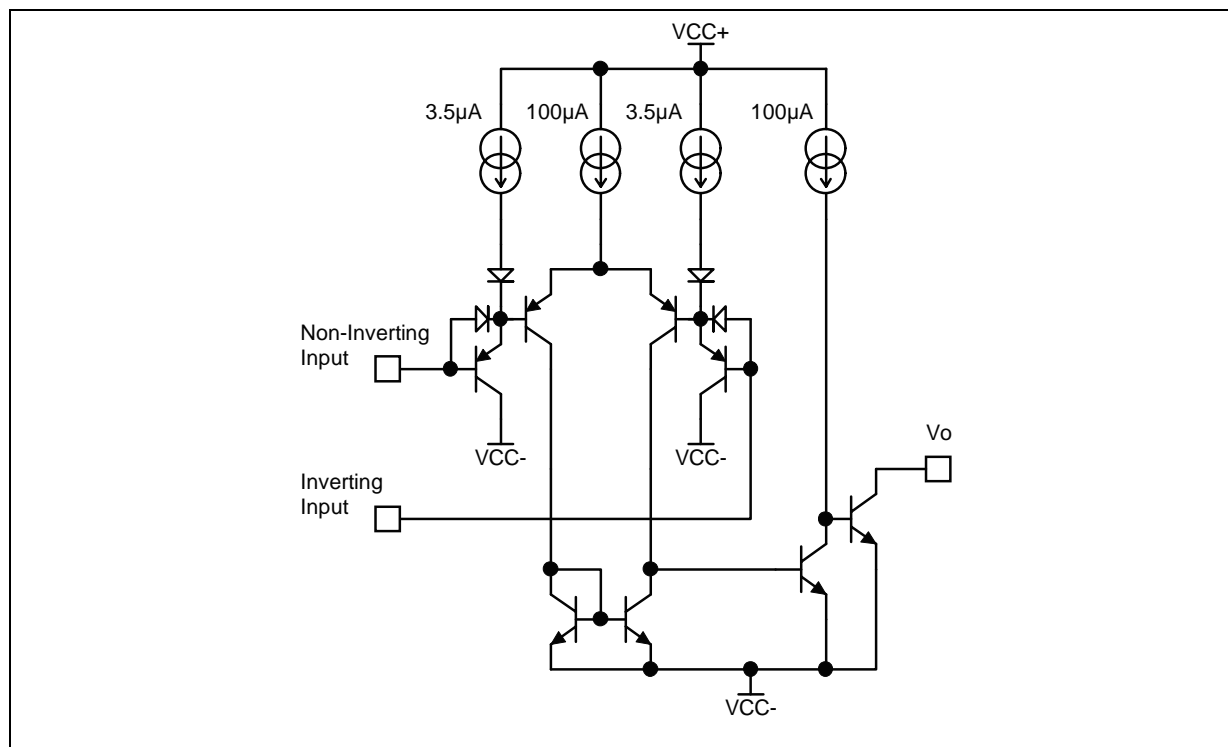 VCC+
3.5µA
100µA
3.5µA
100µA
Non-Inverting
Input
VCC-
VCC-
Vo
Inverting
Input
VCC-